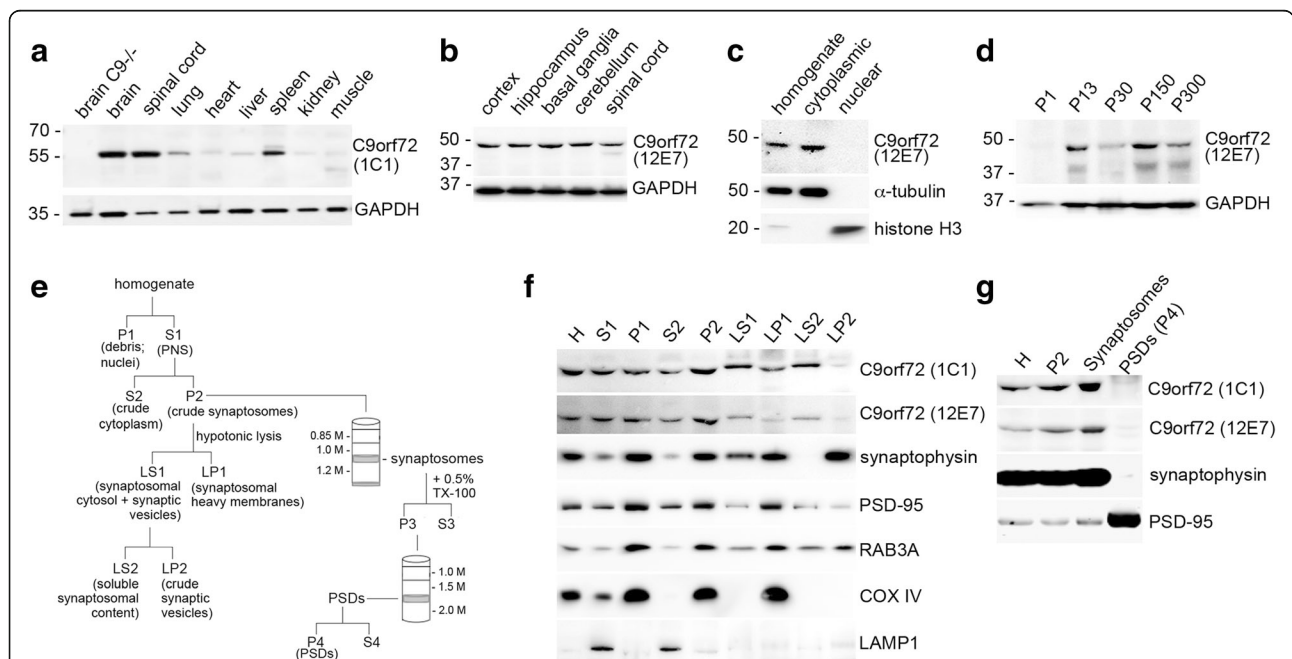 a
brain C9-/-
brain
spinal cord
lung
heart
liver
spleen
kidney
muscle
70 -
55 -
C9orf72
(1C1)
35 -
GAPDH
b
cortex
hippocampus
basal ganglia
cerebellum
spinal cord
50 -
37 -
C9orf72
(12E7)
37 -
GAPDH
c
homogenate
cytoplasmic
nuclear
50 -
C9orf72
(12E7)
50 -
α-tubulin
20 -
histone H3
d
P1
P13
P30
P150
P300
50 -
37 -
C9orf72
(12E7)
37 -
GAPDH
e
homogenate
P1
(debris;
nuclei)
S1
(PNS)
S2
(crude
cytoplasm)
P2
(crude synaptosomes)
hypotonic lysis
LS1
(synaptosomal
cytosol + synaptic
vesicles)
LP1
(synaptosomal
heavy membranes)
LS2
(soluble
synaptosomal
content)
LP2
(crude
synaptic
vesicles)
0.85 M -
1.0 M -
1.2 M -
- synaptosomes
+ 0.5%
TX-100
P3
S3
- 1.0 M
- 1.5 M
- 2.0 M
PSDs
P4
(PSDs)
S4
f
H
S1
P1
S2
P2
LS1
LP1
LS2
LP2
C9orf72 (1C1)
C9orf72 (12E7)
synaptophysin
PSD-95
RAB3A
COX IV
LAMP1
g
H
P2
Synaptosomes
PSDs (P4)
C9orf72 (1C1)
C9orf72 (12E7)
synaptophysin
PSD-95